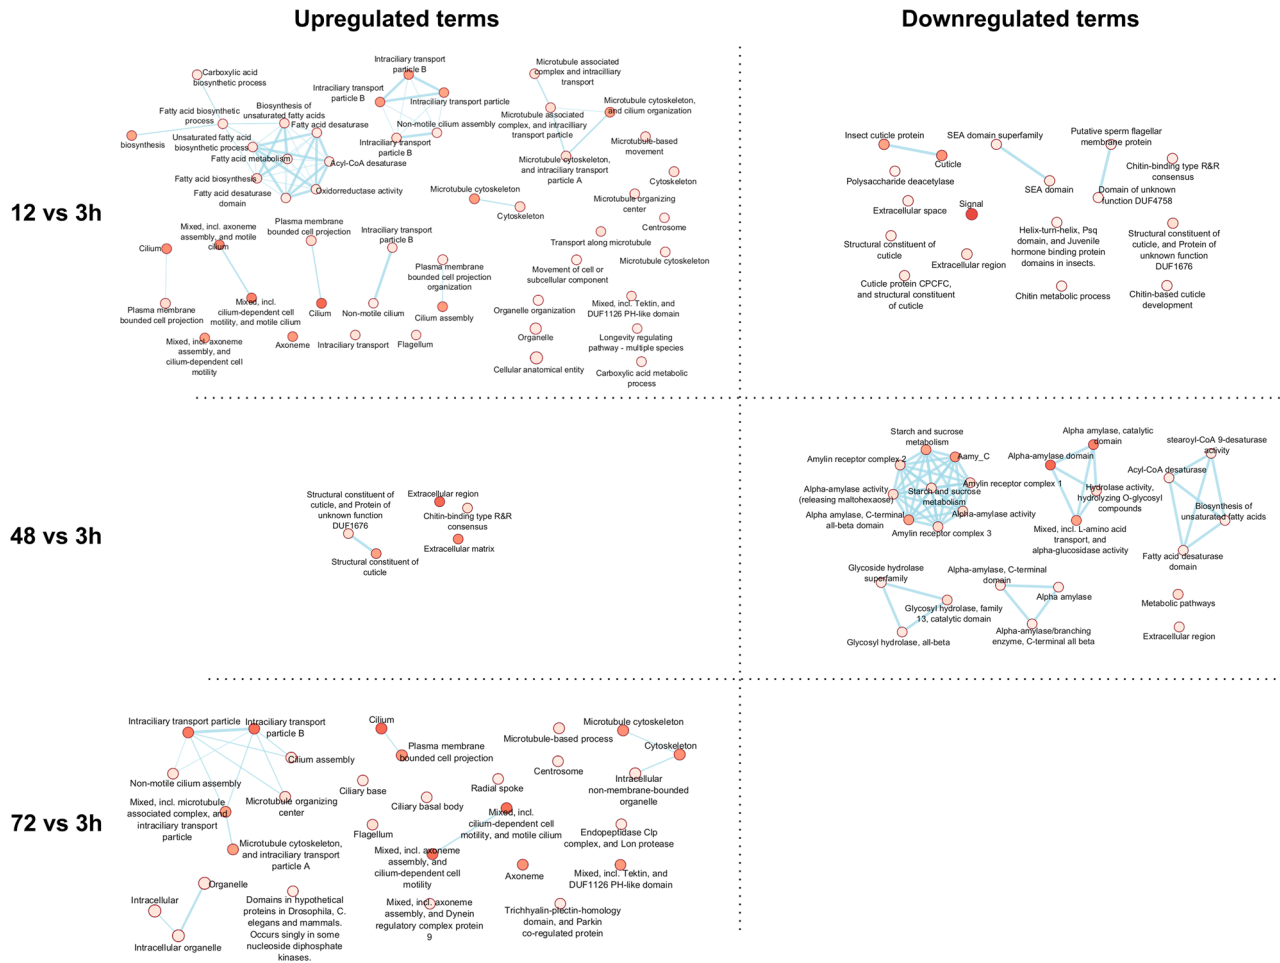 Upregulated terms
Downregulated terms
12 vs 3h
Carboxylic acid
biosynthetic process
Intraciliary transport
particle B
Intraciliary transport
particle B
Intraciliary transport particle
Non-motile cilium assembly
Intraciliary transport
particle B
Fatty acid biosynthetic
process
Biosynthesis of
unsaturated fatty acids
Fatty acid desaturase
biosynthesis
Unsaturated fatty acid
biosynthetic process
Fatty acid metabolism
Acyl-CoA desaturase
Fatty acid biosynthesis
Oxidorreductase activity
Fatty acid desaturase
domain
Microtubule associated
complex and intracilliary
transport
Microtubule cytoskeleton,
and cilium organization
Microtubule associated
complex, and intracilliary
transport particle
Microtubule-based
movement
Microtubule cytoskeleton,
and intraciliary transport
particle A
Cytoskeleton
Microtubule cytoskeleton
Cytoskeleton
Microtubule organizing
center
Centrosome
Transport along microtubule
Microtubule cytoskeleton
Movement of cell or
subcellular component
Cilium
Mixed, incl. axoneme
assembly, and motile
cilium
Plasma membrane
bounded cell projection
Intraciliary transport
particle B
Plasma membrane
bounded cell projection
organization
Plasma membrane
bounded cell projection
Mixed, incl.
cilium-dependent cell
motility, and motile cilium
Cilium
Non-motile cilium
Cilium assembly
Organelle organization
Mixed, incl. Tektin, and
DUF1126 PH-like domain
Mixed, incl. axoneme
assembly, and
cilium-dependent cell
motility
Axoneme
Intraciliary transport
Flagellum
Organelle
Longevity regulating
pathway - multiple species
Cellular anatomical entity
Carboxylic acid metabolic
process
Insect cuticle protein
Cuticle
SEA domain superfamily
SEA domain
Putative sperm flagellar
membrane protein
Domain of unknown
function DUF4758
Chitin-binding type R&R
consensus
Polysaccharide deacetylase
Extracellular space
Signal
Structural constituent of
cuticle
Extracellular region
Helix-turn-helix, Psq
domain, and Juvenile
hormone binding protein
domains in insects.
Structural constituent of
cuticle, and Protein of
unknown function
DUF1676
Cuticle protein CPCFC,
and structural constituent
of cuticle
Chitin metabolic process
Chitin-based cuticle
development
48 vs 3h
Structural constituent of
cuticle, and Protein of
unknown function
DUF1676
Structural constituent of
cuticle
Extracellular region
Chitin-binding type R&R
consensus
Extracellular matrix
Starch and sucrose
metabolism
Aamy_C
Amylin receptor complex 2
Amylin receptor complex 1
Alpha-amylase activity
(releasing maltohexaose)
Starch and sucrose
metabolism
Alpha amylase, C-terminal
all-beta domain
Alpha-amylase activity
Amylin receptor complex 3
Alpha amylase, catalytic
domain
Alpha-amylase domain
Hydrolase activity,
hydrolyzing O-glycosyl
compounds
Mixed, incl. L-amino acid
transport, and
alpha-glucosidase activity
stearoyl-CoA 9-desaturase
activity
Acyl-CoA desaturase
Biosynthesis of
unsaturated fatty acids
Fatty acid desaturase
domain
Glycoside hydrolase
superfamily
Glycosyl hydrolase, family
13, catalytic domain
Glycosyl hydrolase, all-beta
Alpha-amylase, C-terminal
domain
Alpha amylase
Alpha-amylase/branching
enzyme, C-terminal all beta
Metabolic pathways
Extracellular region
72 vs 3h
Intraciliary transport particle
Intraciliary transport
particle B
Cilium assembly
Non-motile cilium assembly
Microtubule organizing
center
Mixed, incl. microtubule
associated complex, and
intraciliary transport
particle
Microtubule cytoskeleton,
and intraciliary transport
particle A
Cilium
Plasma membrane
bounded cell projection
Ciliary base
Ciliary basal body
Flagellum
Microtubule-based process
Centrosome
Radial spoke
Microtubule cytoskeleton
Cytoskeleton
Intracellular
non-membrane-bounded
organelle
Mixed, incl.
cilium-dependent cell
motility, and motile cilium
Mixed, incl. axoneme
assembly, and
cilium-dependent cell
motility
Endopeptidase Clp
complex, and Lon protease
Axoneme
Mixed, incl. Tektin, and
DUF1126 PH-like domain
Organelle
Intracellular
Intracellular organelle
Domains in hypothetical
proteins in Drosophila, C.
elegans and mammals.
Occurs singly in some
nucleoside diphosphate
kinases.
Mixed, incl. axoneme
assembly, and Dynein
regulatory complex protein
9
Trichhyalin-plectin-homology
domain, and Parkin
co-regulated protein